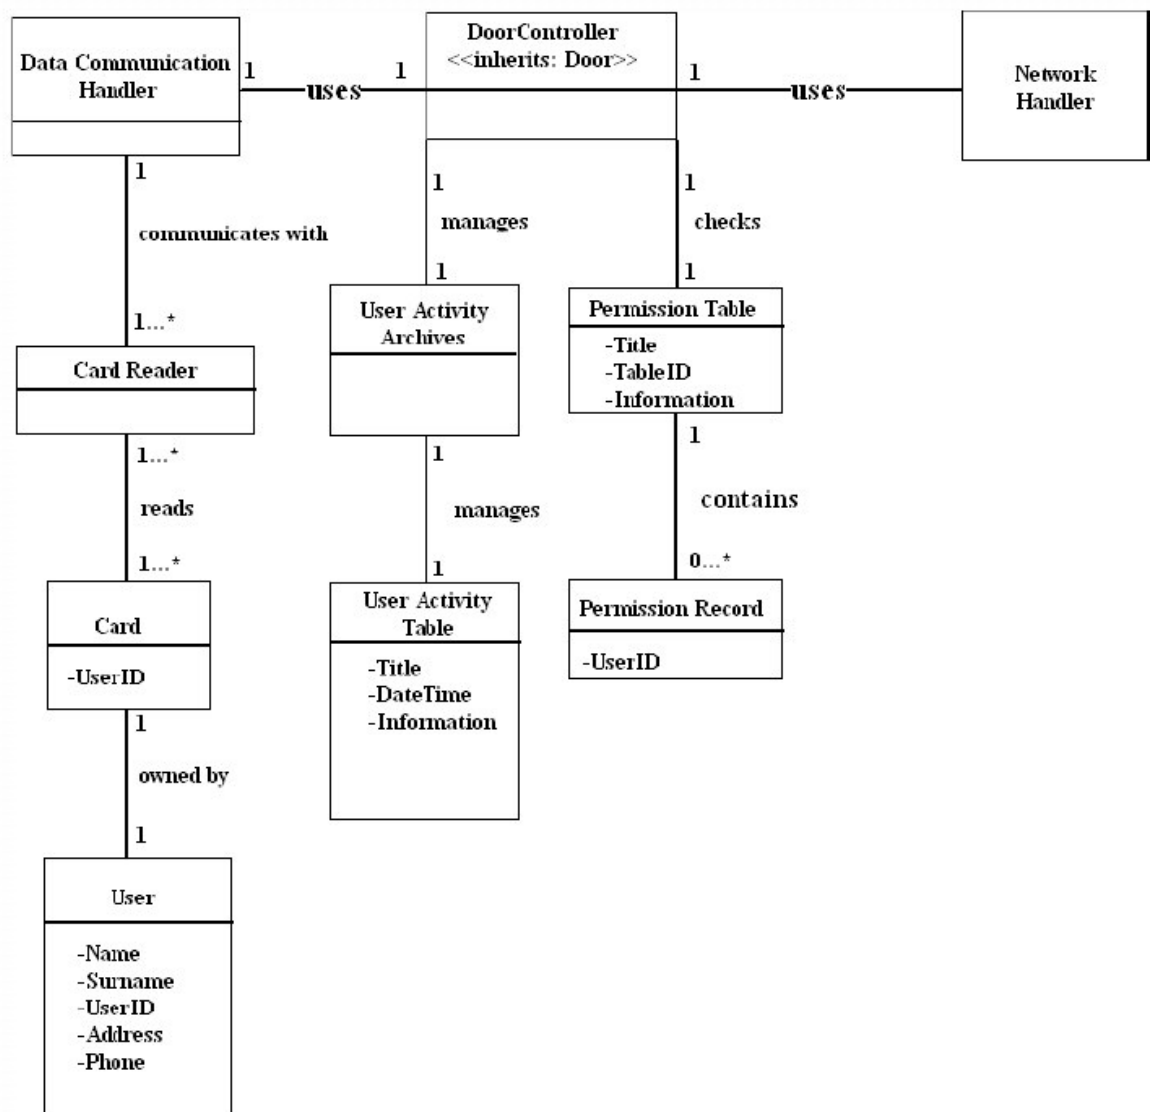 Data Communication
Handler
1
uses
1
DoorController
<<inherits: Door>>
1
uses
Network
Handler
1
communicates with
1...*
Card Reader
1...*
reads
1...*
Card
-UserID
1
owned by
1
User
-Name
-Surname
-UserID
-Address
-Phone
1
manages
1
User Activity
Archives
1
manages
1
User Activity
Table
-Title
-DateTime
-Information
1
checks
1
Permission Table
-Title
-TableID
-Information
1
contains
0...*
Permission Record
-UserID